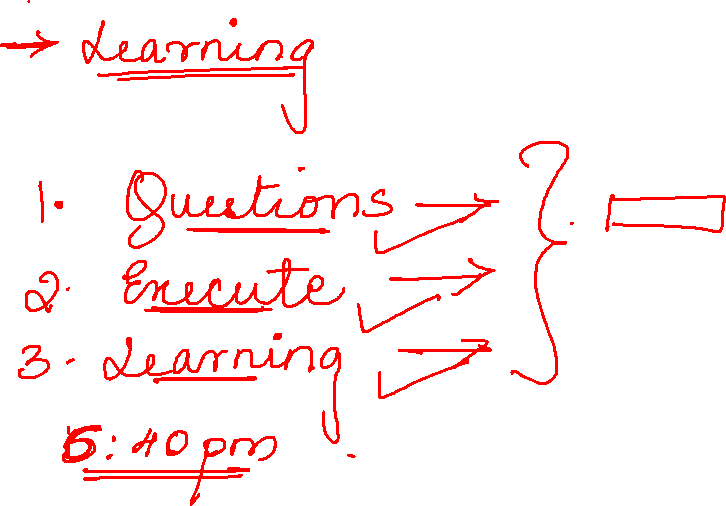 → Learning
1. Questions →
2. Execute →
3. Learning →
5:40 pm